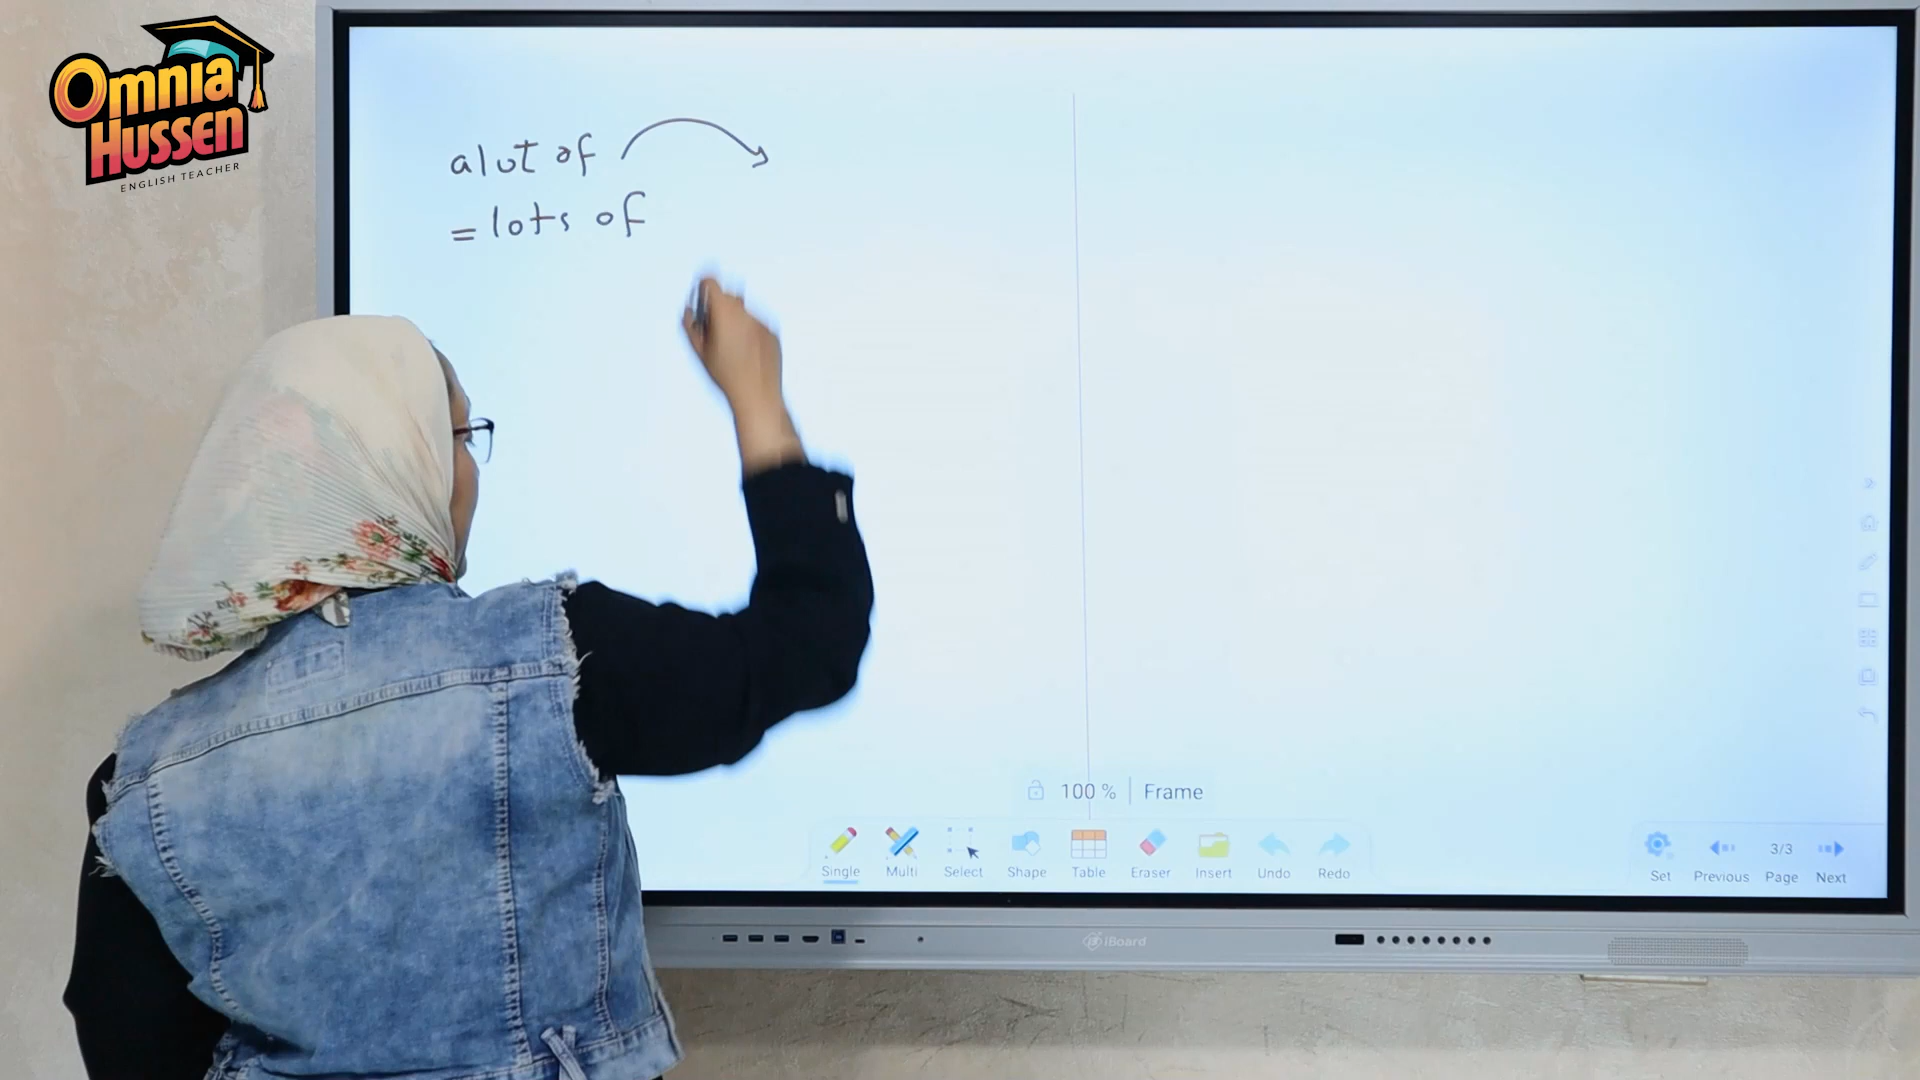 Omnia
Hussen
ENGLISH TEACHER
alot of
= lots of
100 % Frame
Single Multi Select Shape Table Eraser Insert Undo Redo
Set Previous 3/3 Page Next
iBoard